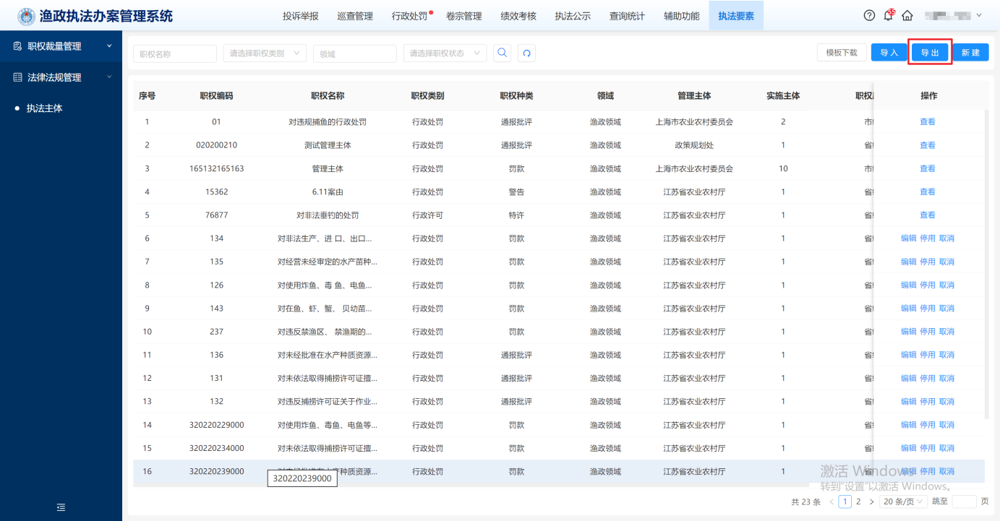 渔政执法办案管理系统 投诉举报 巡查管理 行政处罚 卷宗管理 绩效考核 执法公示 查询统计 辅助功能 执法要素 55
职权裁量管理
法律法规管理
执法主体
职权名称 请选择职权类别 领域 请选择职权状态 模板下载 导入 导出 新建
序号 职权编码 职权名称 职权类别 职权种类 领域 管理主体 实施主体 职权 操作
1 01 对违规捕鱼的行政处罚 行政处罚 通报批评 渔政领域 上海市农业农村委员会 2 市 查看
2 020200210 测试管理主体 行政处罚 通报批评 渔政领域 政策规划处 1 省 查看
3 165132165163 管理主体 行政处罚 罚款 渔政领域 上海市农业农村委员会 10 市 查看
4 15362 6.11案由 行政处罚 警告 渔政领域 江苏省农业农村厅 1 省 查看
5 76877 对非法垂钓的处罚 行政许可 特许 渔政领域 江苏省农业农村厅 1 省 查看
6 134 对非法生产、进 口、出口... 行政处罚 罚款 渔政领域 江苏省农业农村厅 1 省 编辑 停用 取消
7 135 对经营未经审定的水产苗种... 行政处罚 罚款 渔政领域 江苏省农业农村厅 1 省 编辑 停用 取消
8 126 对使用炸鱼、毒 鱼、电鱼... 行政处罚 罚款 渔政领域 江苏省农业农村厅 1 省 编辑 停用 取消
9 143 对在鱼、虾、蟹、 贝幼苗... 行政处罚 罚款 渔政领域 江苏省农业农村厅 1 省 编辑 停用 取消
10 237 对违反禁渔区、 禁渔期的... 行政处罚 罚款 渔政领域 江苏省农业农村厅 1 省 编辑 停用 取消
11 136 对未经批准在水产种质资源... 行政处罚 通报批评 渔政领域 江苏省农业农村厅 1 省 编辑 停用 取消
12 131 对未依法取得捕捞许可证擅... 行政处罚 通报批评 渔政领域 江苏省农业农村厅 1 省 编辑 停用 取消
13 132 对违反捕捞许可证关于作业... 行政处罚 通报批评 渔政领域 江苏省农业农村厅 1 省 编辑 停用 取消
14 320220229000 对使用炸鱼、毒鱼、电鱼等... 行政处罚 罚款 渔政领域 江苏省农业农村厅 1 省 编辑 停用 取消
15 320220234000 对未依法取得捕捞许可证擅... 行政处罚 罚款 渔政领域 江苏省农业农村厅 1 省 编辑 停用 取消
16 320220239000 对未经批准在水产种质资源... 行政处罚 罚款 渔政领域 江苏省农业农村厅 1 省 编辑 停用 取消
320220239000
激活 Windows
转到"设置"以激活 Windows。
共 23 条 < 1 2 > 20 条/页 跳至 页